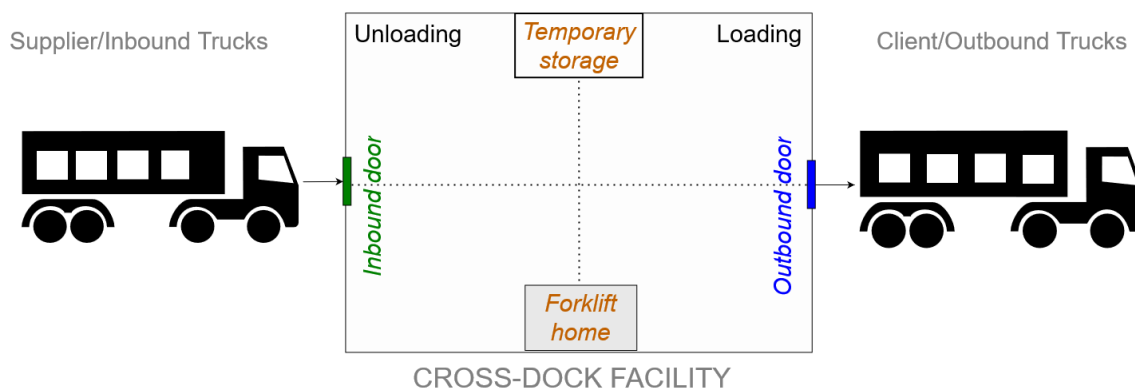 Supplier/Inbound Trucks
Unloading
Temporary
storage
Loading
Client/Outbound Trucks
Inbound door
Outbound door
Forklift
home
CROSS-DOCK FACILITY